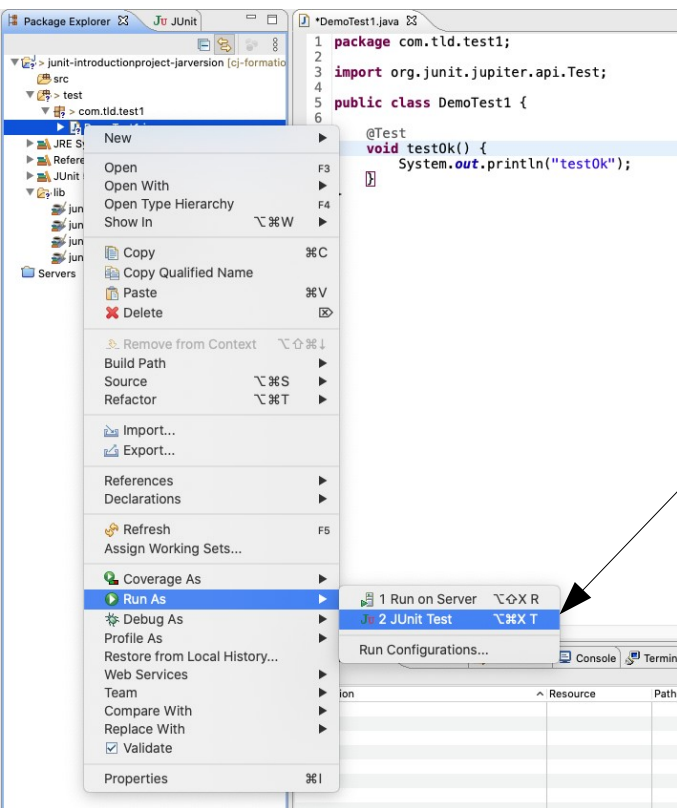 Package Explorer
JUnit
*DemoTest1.java
> junit-introductionproject-jarversion [cj-formatio
src
> test
> com.tld.test1
JRE S
Refere
JUnit
lib
jun
jun
jun
jun
Servers
1 package com.tld.test1;
2
3 import org.junit.jupiter.api.Test;
4
5 public class DemoTest1 {
6
@Test
void testOk() {
System.out.println("testOk");
}
New
Open F3
Open With
Open Type Hierarchy F4
Show In ⌥⌘W
Copy ⌘C
Copy Qualified Name
Paste ⌘V
Delete ⌦
Remove from Context ⌥⇧⌘↓
Build Path
Source ⌥⌘S
Refactor ⌥⌘T
Import...
Export...
References
Declarations
Refresh F5
Assign Working Sets...
Coverage As
Run As
Debug As
Profile As
Restore from Local History...
Web Services
Team
Compare With
Replace With
Validate
Properties ⌘I
1 Run on Server ⌥⇧X R
2 JUnit Test ⌥⌘X T
Run Configurations...
Console
Termin
ion
Resource
Path